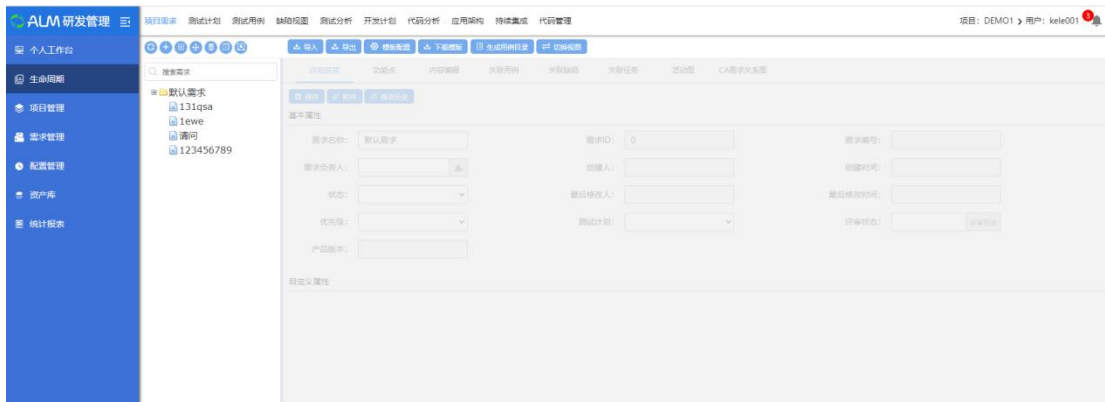 ALM研发管理
项目需求 测试计划 测试用例 缺陷视图 测试分析 开发计划 代码分析 应用架构 持续集成 代码管理
项目: DEMO1 › 用户: kele001 3
个人工作台
生命周期
项目管理
需求管理
配置管理
资产库
统计报表
搜索需求
默认需求
131qsa
1ewe
请问
123456789
导入 导出 模板配置 下载模板 生成用例目录 切换视图
详细信息 功能点 内容编辑 关联用例 关联缺陷 关联任务 活动图 CA需求关系图
保存 附件 修改历史
基本属性
需求名称: 默认需求 需求ID: 0 需求编号:
需求负责人: 创建人: 创建时间:
状态: 最后修改人: 最后修改时间:
优先级: 测试计划: 评审状态:
产品版本:
自定义属性